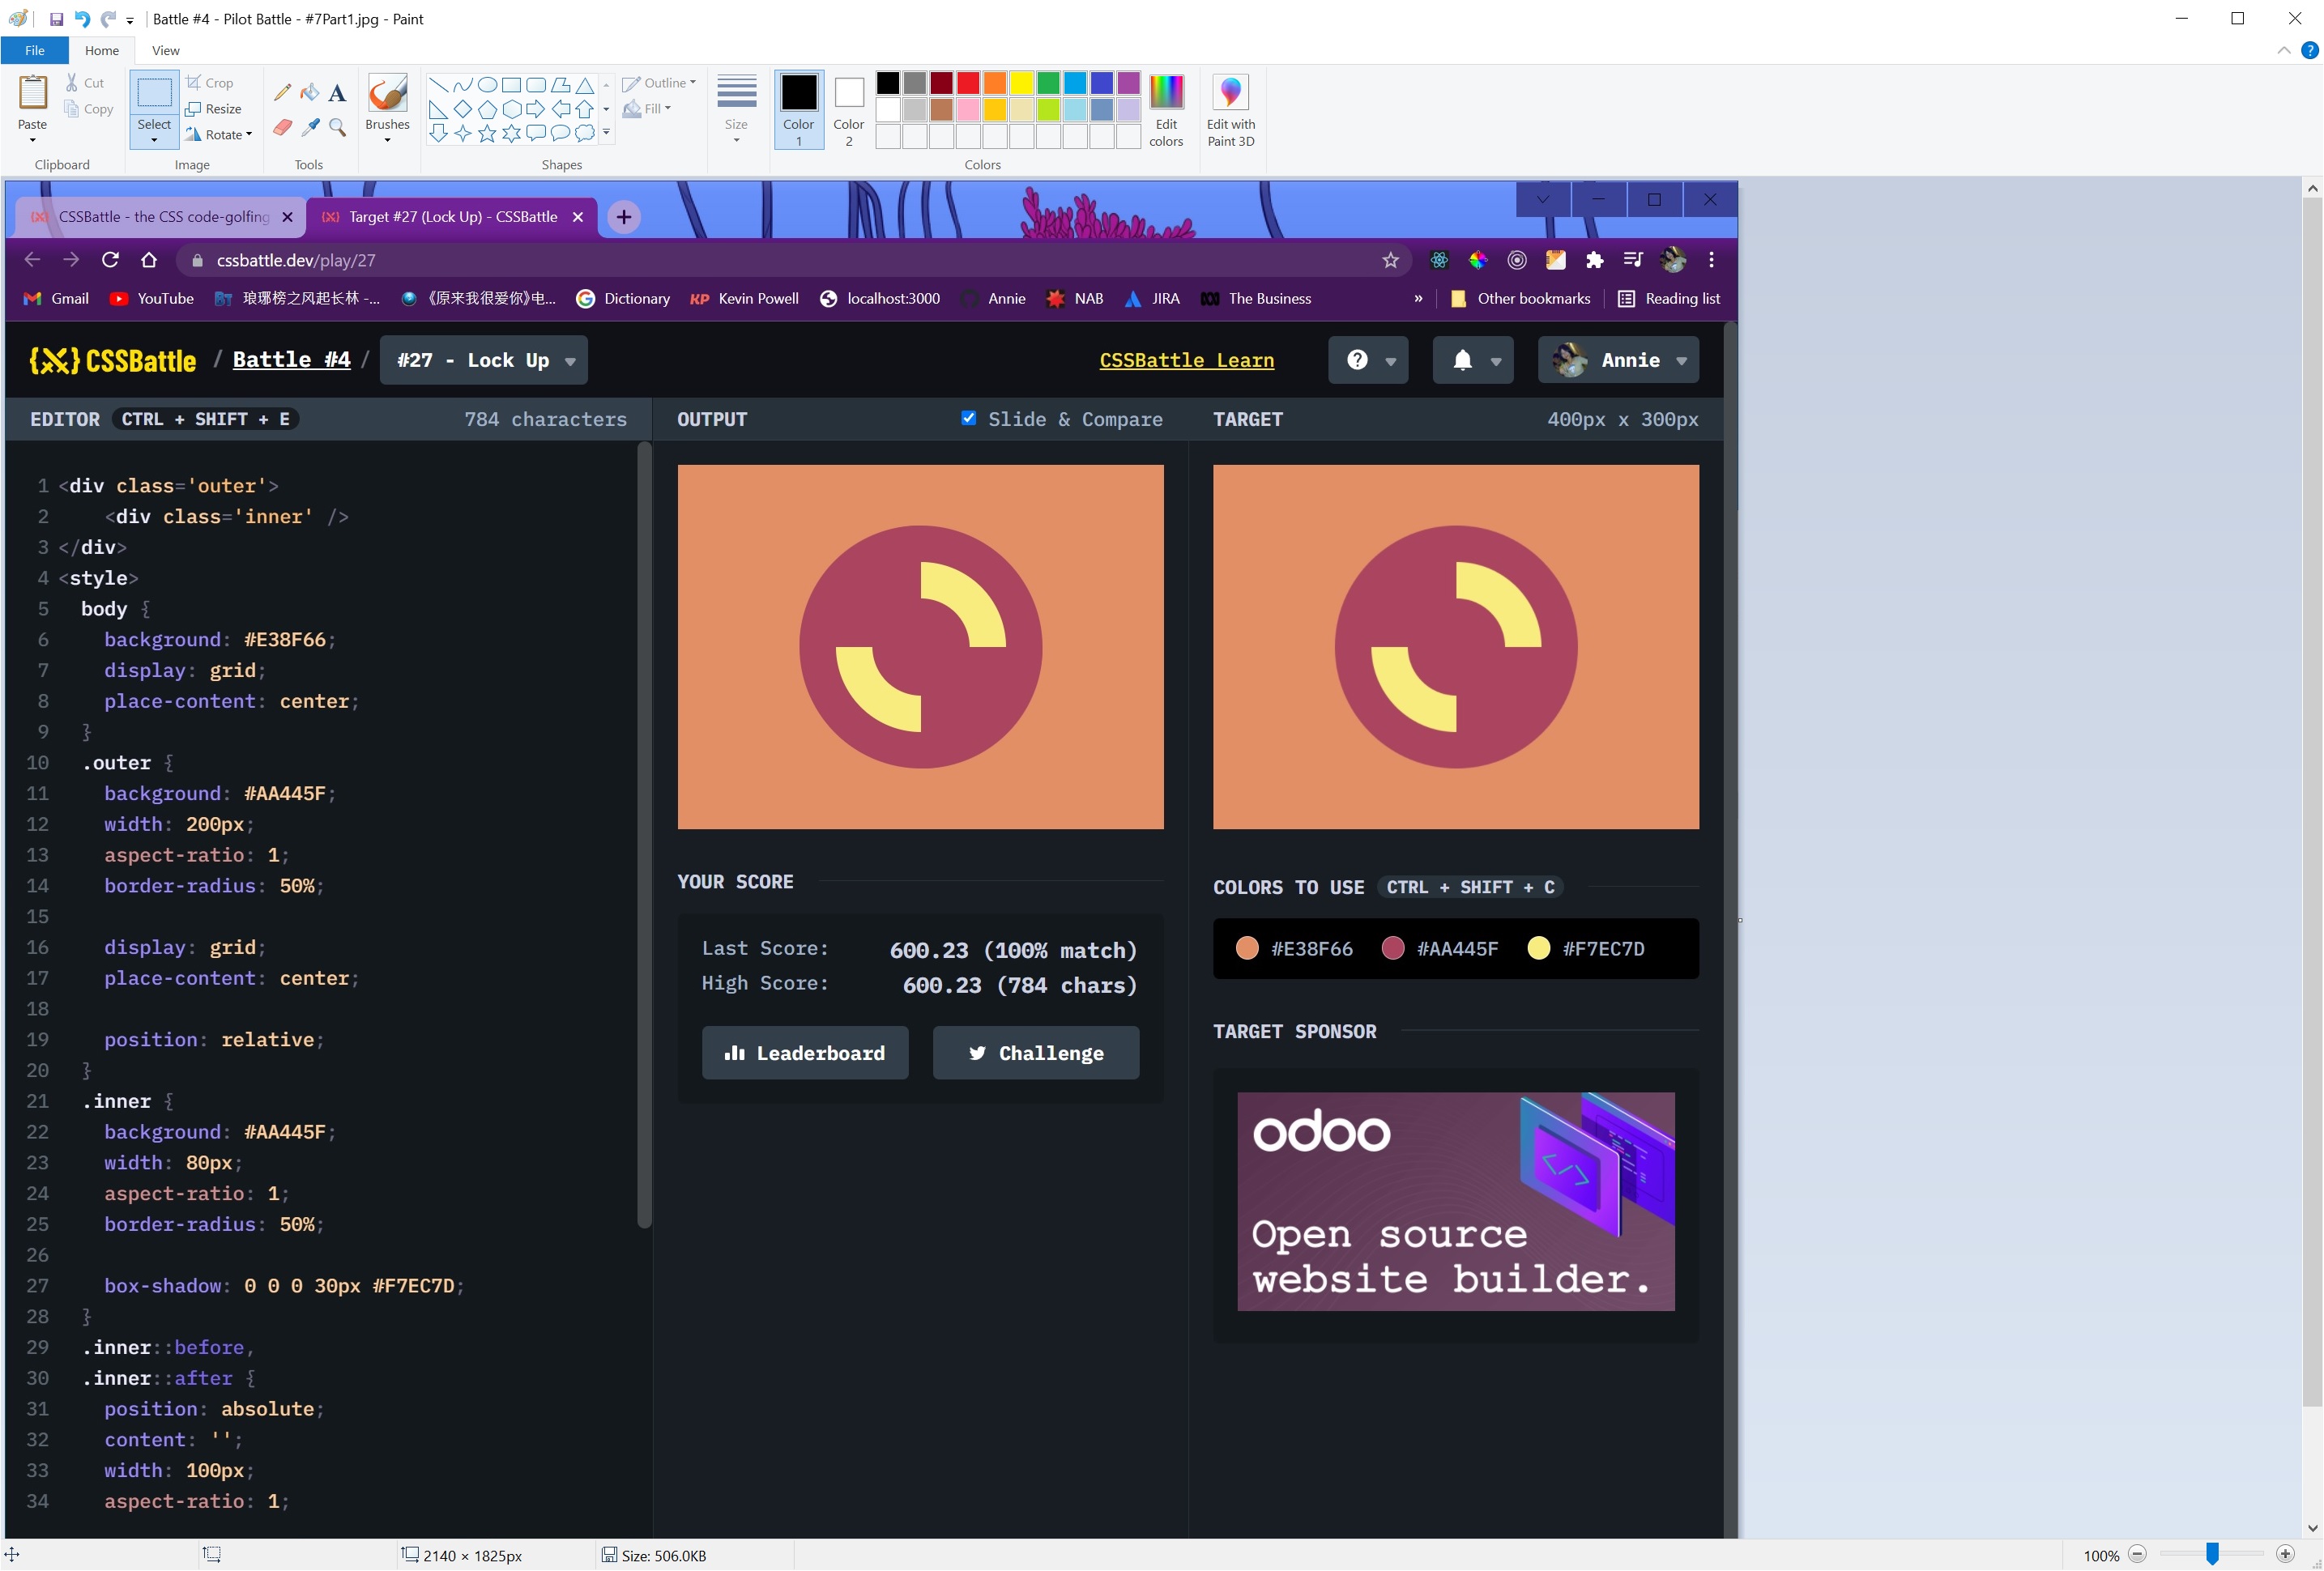 Battle #4 - Pilot Battle - #7Part1.jpg - Paint
File Home View
Paste
Cut
Copy
Clipboard
Select
Crop
Resize
Rotate
Image
Tools
Brushes
Shapes
Outline
Fill
Size
Color 1
Color 2
Colors
Edit colors
Edit with Paint 3D
CSSBattle - the CSS code-golfing
Target #27 (Lock Up) - CSSBattle
cssbattle.dev/play/27
Gmail YouTube 琅琊榜之风起长林 -... 《原来我很爱你》电... Dictionary Kevin Powell localhost:3000 Annie NAB JIRA The Business » Other bookmarks Reading list
{X} CSSBattle / Battle #4 / #27 - Lock Up CSSBattle Learn Annie
EDITOR CTRL + SHIFT + E 784 characters
1 <div class='outer'>
2 <div class='inner' />
3 </div>
4 <style>
5 body {
6 background: #E38F66;
7 display: grid;
8 place-content: center;
9 }
10 .outer {
11 background: #AA445F;
12 width: 200px;
13 aspect-ratio: 1;
14 border-radius: 50%;
15
16 display: grid;
17 place-content: center;
18
19 position: relative;
20 }
21 .inner {
22 background: #AA445F;
23 width: 80px;
24 aspect-ratio: 1;
25 border-radius: 50%;
26
27 box-shadow: 0 0 0 30px #F7EC7D;
28 }
29 .inner::before,
30 .inner::after {
31 position: absolute;
32 content: '';
33 width: 100px;
34 aspect-ratio: 1;
OUTPUT Slide & Compare
YOUR SCORE
Last Score: 600.23 (100% match)
High Score: 600.23 (784 chars)
Leaderboard Challenge
TARGET 400px x 300px
COLORS TO USE CTRL + SHIFT + C
#E38F66 #AA445F #F7EC7D
TARGET SPONSOR
odoo
Open source
website builder.
2140 × 1825px Size: 506.0KB 100%